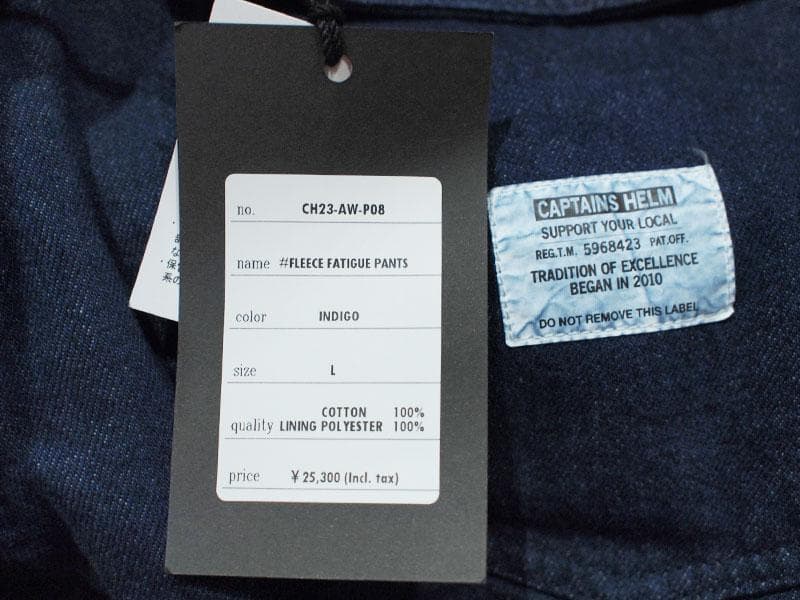 no. CH23-AW-P08
name #FLEECE FATIGUE PANTS
color INDIGO
size L
COTTON 100%
quality LINING POLYESTER 100%
price ¥ 25,300 (Incl. tax)
CAPTAINS HELM
SUPPORT YOUR LOCAL
REG.T.M. 5968423 PAT.OFF.
TRADITION OF EXCELLENCE
BEGAN IN 2010
DO NOT REMOVE THIS LABEL